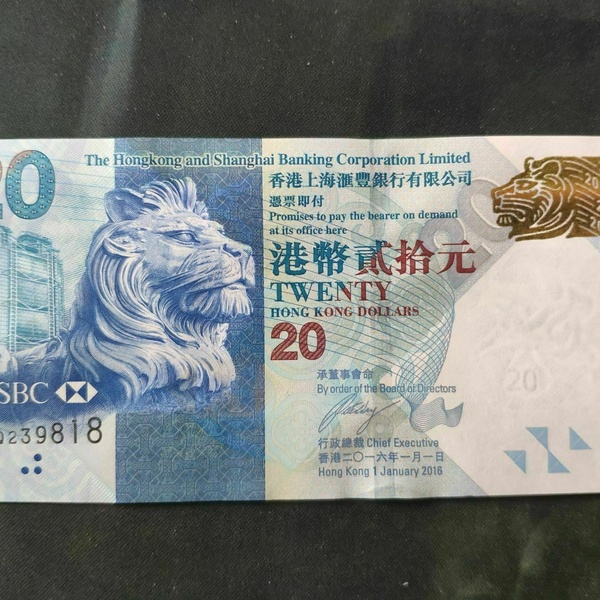 20
The Hongkong and Shanghai Banking Corporation Limited
香港上海滙豐銀行有限公司
憑票即付
Promises to pay the bearer on demand
at its office here
港幣貳拾元
TWENTY
HONG KONG DOLLARS
20
承董事會命
By order of the Board of Directors
行政總裁 Chief Executive
香港二〇一六年一月一日
Hong Kong 1 January 2016
SBC
239818
20
20